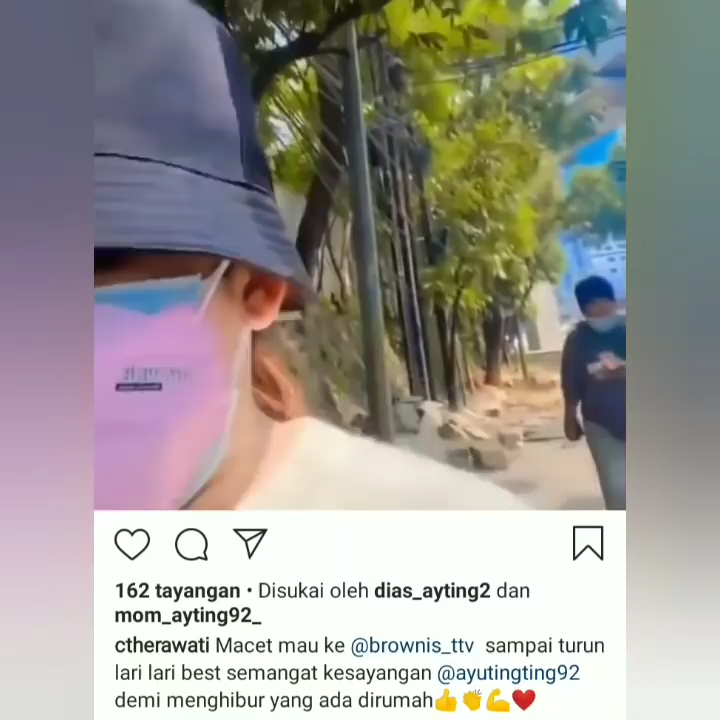 162 tayangan • Disukai oleh dias_ayting2 dan
mom_ayting92_
ctherawati Macet mau ke @brownis_ttv sampai turun
lari lari best semangat kesayangan @ayutingting92
demi menghibur yang ada dirumah👍👏💪❤️